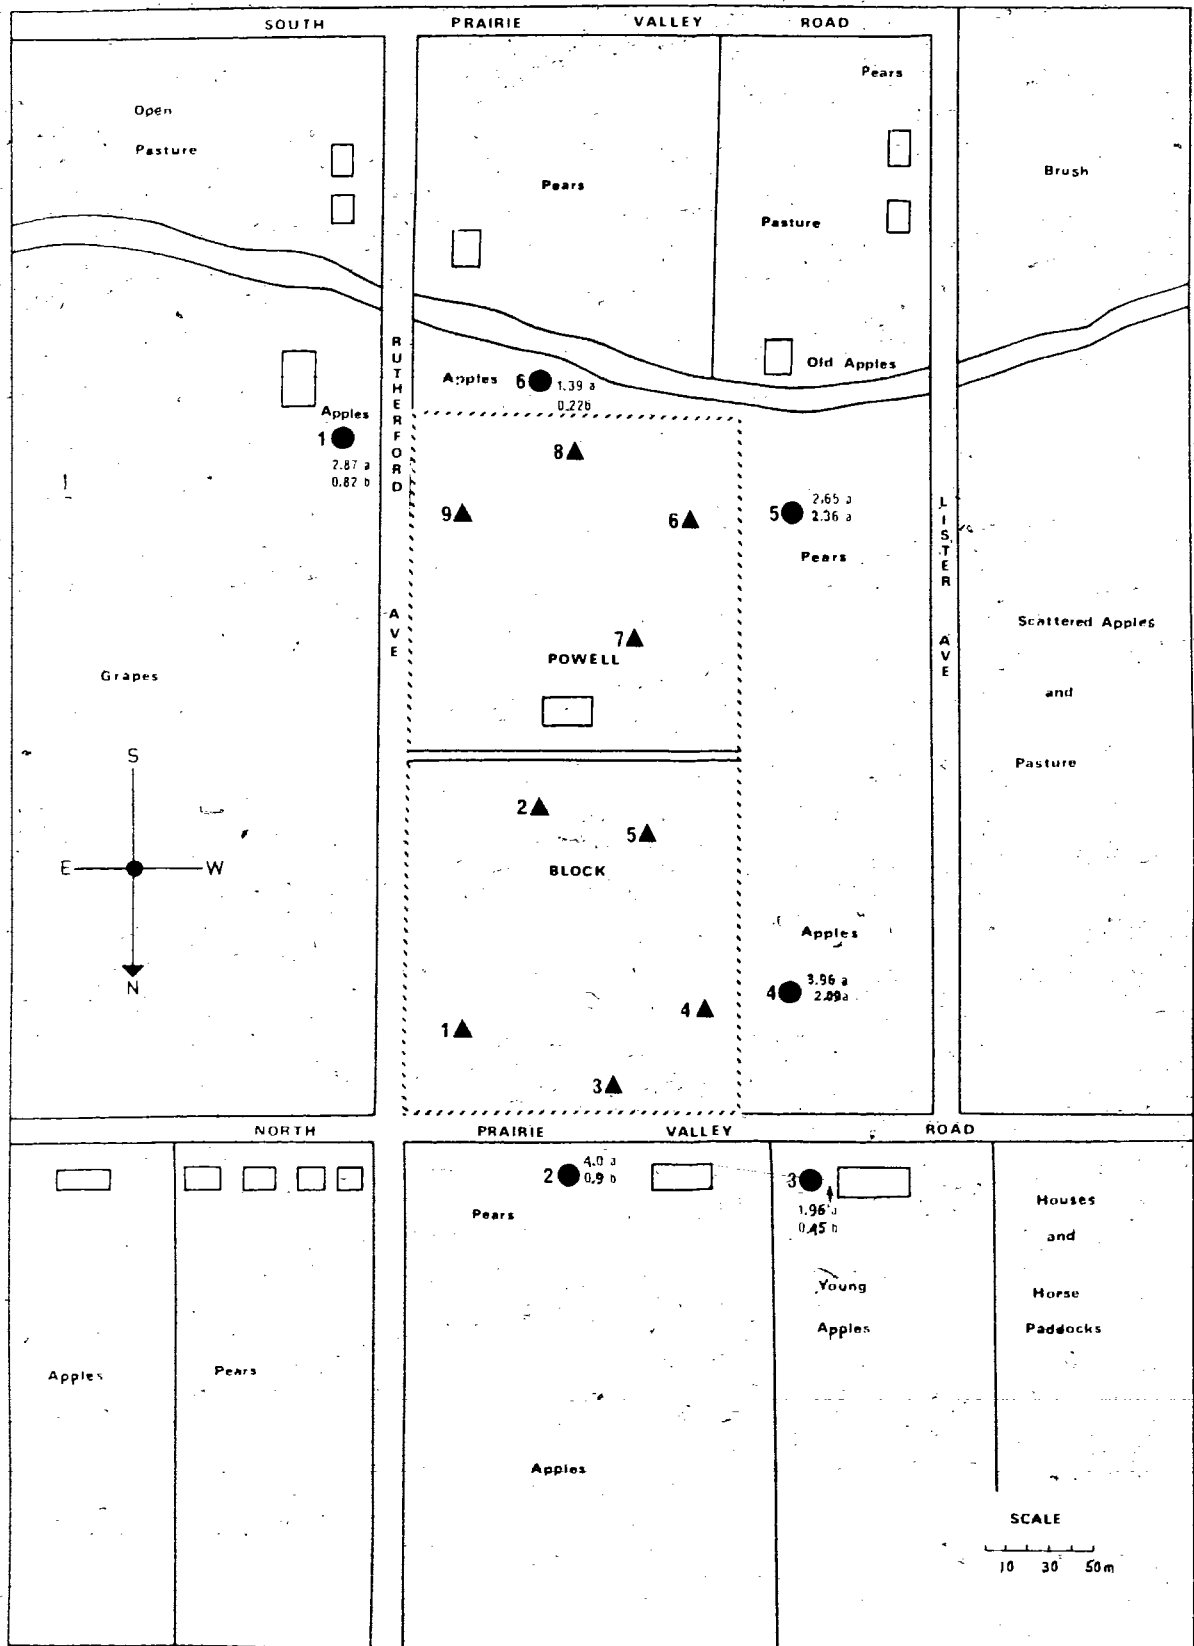 SOUTH PRAIRIE VALLEY ROAD
Open
Pasture
Pears
Pears
Pasture
Brush
RUTHERFORD AVE
Apples 6 1.39 a
0.22b
Old Apples
Apples
1
2.87 a
0.82 b
8
9
6
5 2.65 a
2.36 a
Pears
LISTER AVE
7
POWELL
Grapes
Scattered Apples
and
Pasture
S
E W
N
2
5
BLOCK
Apples
4 3.96 a
2.09a
1
4
3
NORTH PRAIRIE VALLEY ROAD
2 4.0 a
0.9 b
Pears
3
1.96 a
0.45 b
Houses
and
Horse
Paddocks
Young
Apples
Apples
Pears
Apples
SCALE
10 30 50m